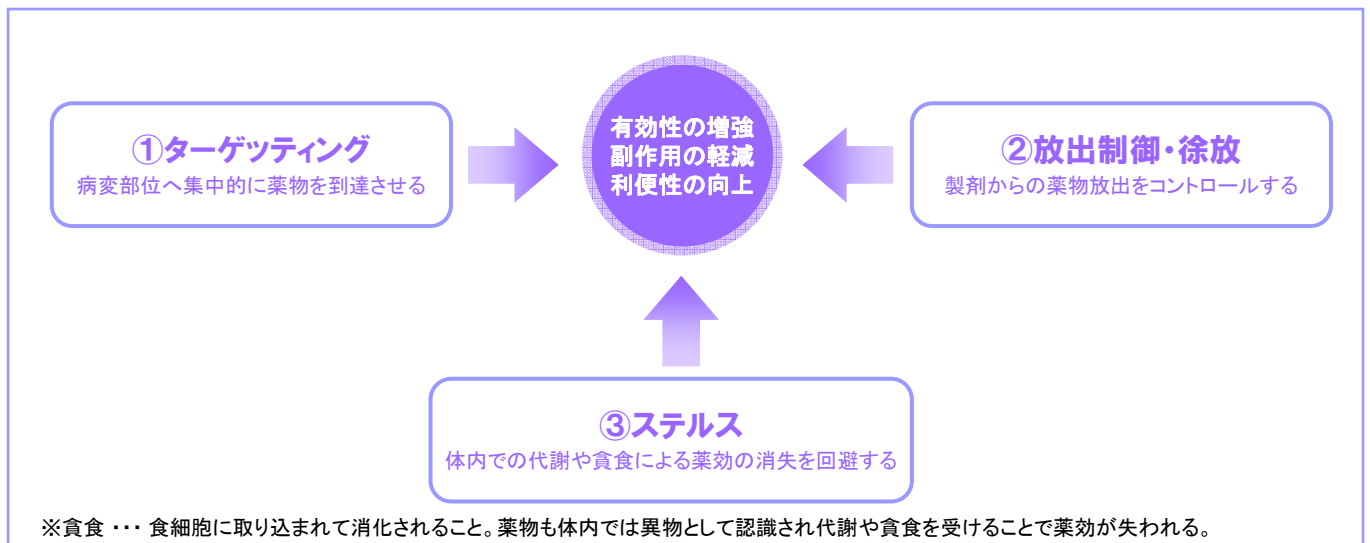 有効性の増強
副作用の軽減
利便性の向上
①ターゲッティング
病変部位へ集中的に薬物を到達させる
②放出制御・徐放
製剤からの薬物放出をコントロールする
③ステルス
体内での代謝や貪食による薬効の消失を回避する
※貪食 ・・・ 食細胞に取り込まれて消化されること。薬物も体内では異物として認識され代謝や貪食を受けることで薬効が失われる。